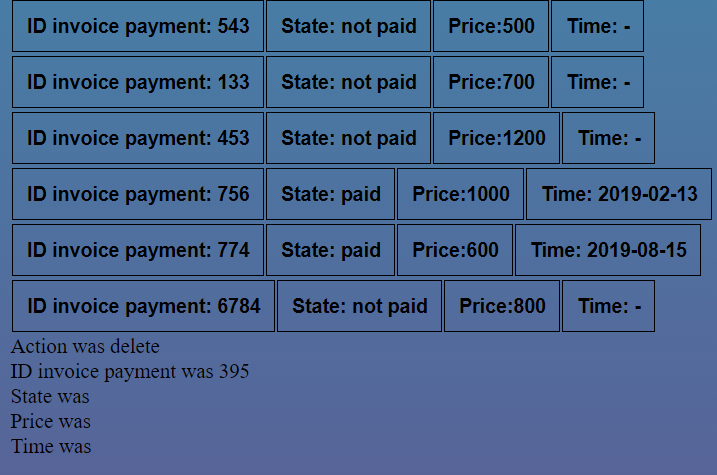 ID invoice payment: 543 State: not paid Price:500 Time: -
ID invoice payment: 133 State: not paid Price:700 Time: -
ID invoice payment: 453 State: not paid Price:1200 Time: -
ID invoice payment: 756 State: paid Price:1000 Time: 2019-02-13
ID invoice payment: 774 State: paid Price:600 Time: 2019-08-15
ID invoice payment: 6784 State: not paid Price:800 Time: -
Action was delete
ID invoice payment was 395
State was
Price was
Time was